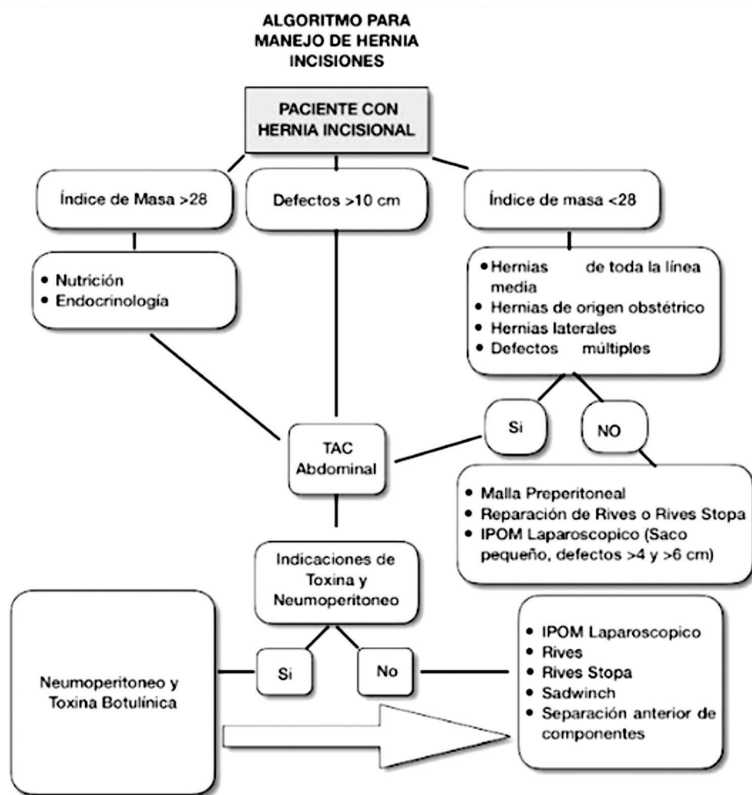 ALGORITMO PARA
MANEJO DE HERNIA
INCISIONES
PACIENTE CON
HERNIA INCISIONAL
Índice de Masa >28
Defectos >10 cm
Índice de masa <28
• Nutrición
• Endocrinología
• Hernias de toda la línea
media
• Hernias de origen obstétrico
• Hernias laterales
• Defectos múltiples
Si
NO
TAC
Abdominal
• Malla Preperitoneal
• Reparación de Rives o Rives Stopa
• IPOM Laparoscopico (Saco
pequeño, defectos >4 y >6 cm)
Indicaciones de
Toxina y
Neumoperitoneo
Si
No
Neumoperitoneo y
Toxina Botulínica
• IPOM Laparoscopico
• Rives
• Rives Stopa
• Sadwinch
• Separación anterior de
componentes